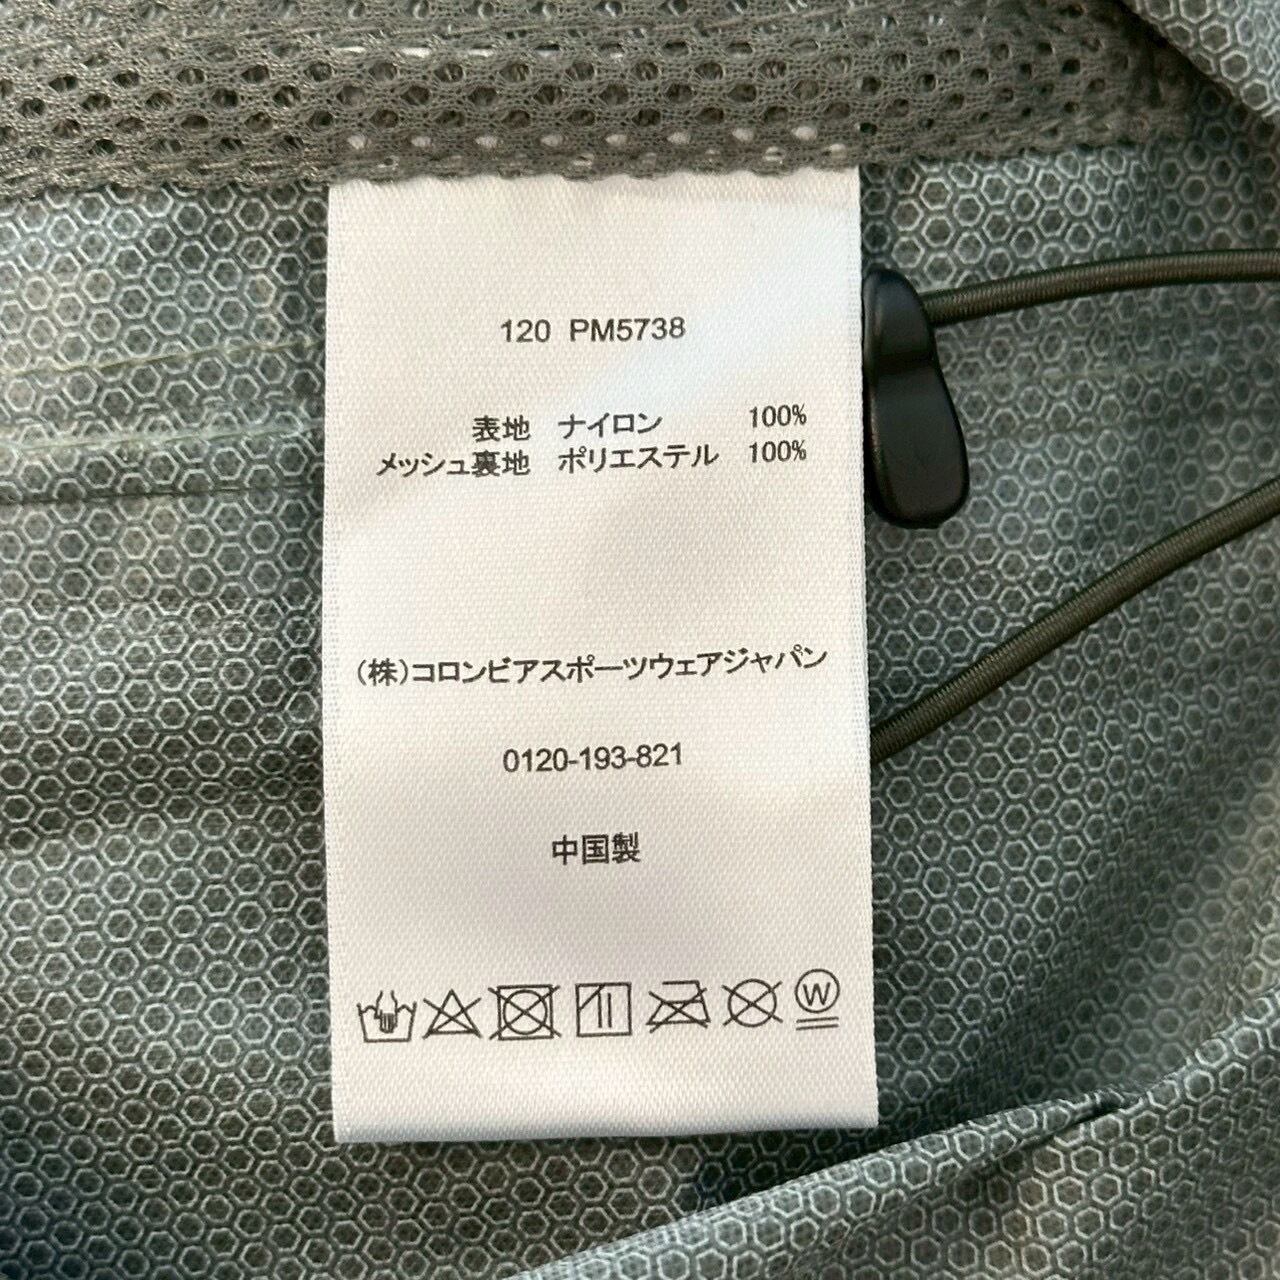 120 PM5738
表地 ナイロン 100%
メッシュ裏地 ポリエステル 100%
(株)コロンビアスポーツウェアジャパン
0120-193-821
中国製
W